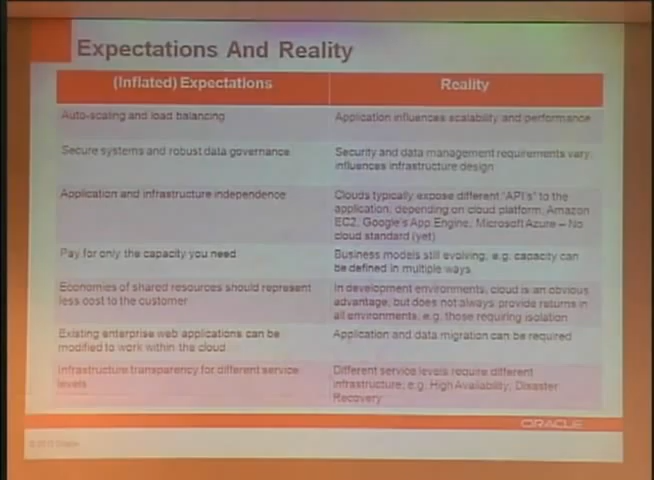 Expectations And Reality
(Inflated) Expectations
Reality
Auto-scaling and load balancing
Application influences scalability and performance
Secure systems and robust data governance
Security and data management requirements vary;
influences infrastructure design
Application and infrastructure independence
Clouds typically expose different "API's" to the
application, depending on cloud platform, Amazon
EC2, Google's App Engine, Microsoft Azure – No
cloud standard (yet)
Pay for only the capacity you need
Business models still evolving, e.g. capacity can
be defined in multiple ways
Economies of shared resources should represent
less cost to the customer
In development environments, cloud is an obvious
advantage, but does not always provide returns in
all environments, e.g. those requiring isolation
Existing enterprise web applications can be
modified to work within the cloud
Application and data migration can be required
Infrastructure transparency for different service
levels
Different service levels require different
infrastructure, e.g. High Availability, Disaster
Recovery
ORACLE